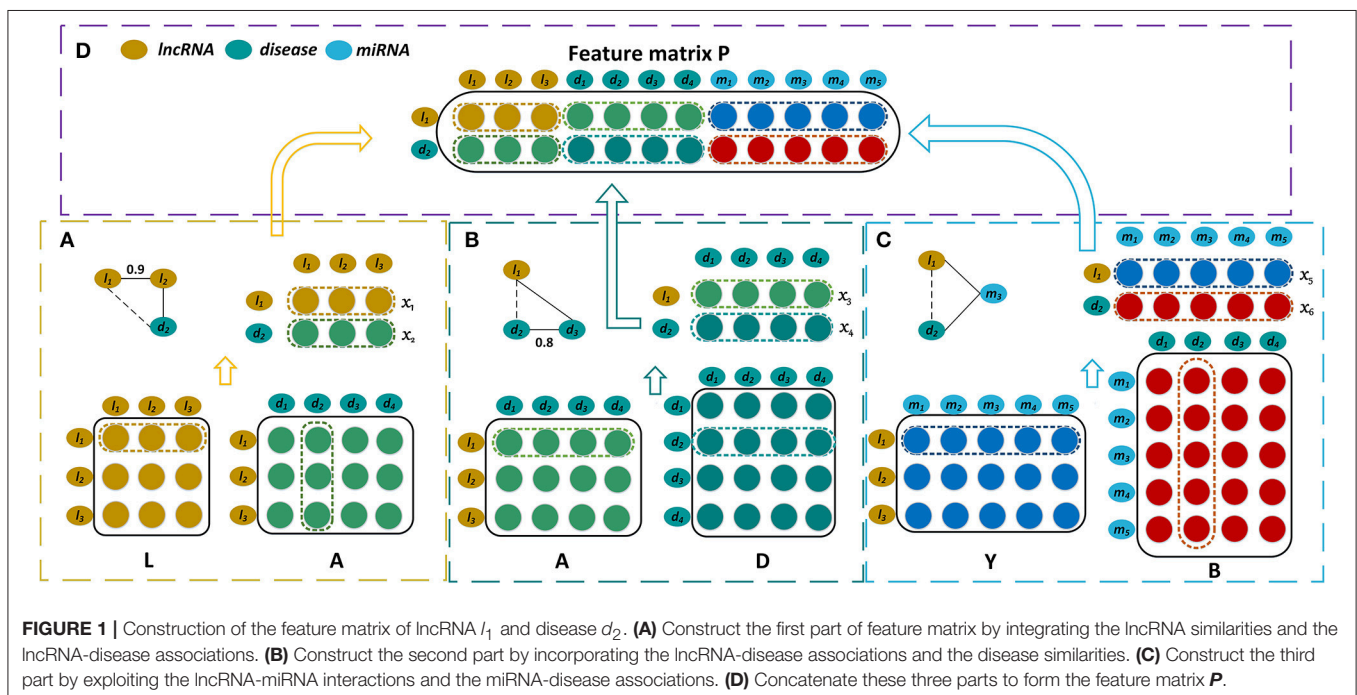 D lncRNA disease miRNA
Feature matrix P
l1 l2 l3 d1 d2 d3 d4 m1 m2 m3 m4 m5
l1
d2
A
l1 0.9 l2
d2
l1 l2 l3
l1 x1
d2 x2
l1 l2 l3
l1
l2
l3
L
d1 d2 d3 d4
l1
l2
l3
A
B
l1
d2 d3
0.8
d1 d2 d3 d4
l1 x3
d2 x4
d1 d2 d3 d4
l1
l2
l3
A
d1 d2 d3 d4
d1
d2
d3
d4
D
C
l1
m3
d2
m1 m2 m3 m4 m5
l1 x5
d2 x6
m1 m2 m3 m4 m5
l1
l2
l3
Y
d1 d2 d3 d4
m1
m2
m3
m4
m5
B
FIGURE 1 | Construction of the feature matrix of lncRNA l1 and disease d2. (A) Construct the first part of feature matrix by integrating the lncRNA similarities and the
lncRNA-disease associations. (B) Construct the second part by incorporating the lncRNA-disease associations and the disease similarities. (C) Construct the third
part by exploiting the lncRNA-miRNA interactions and the miRNA-disease associations. (D) Concatenate these three parts to form the feature matrix P.